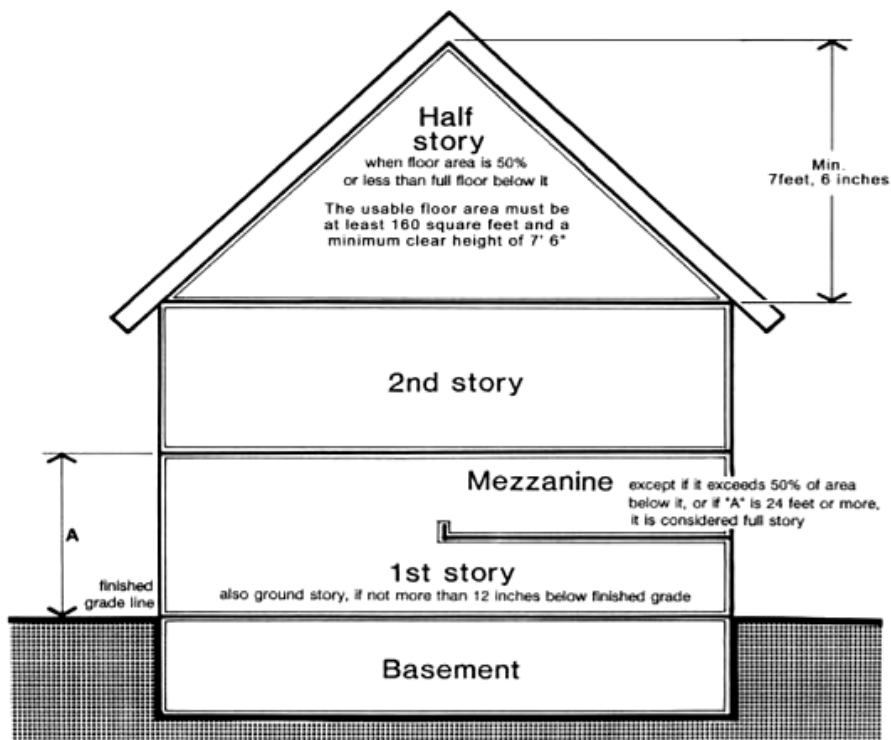 Half
story
when floor area is 50%
or less than full floor below it
The usable floor area must be
at least 160 square feet and a
minimum clear height of 7' 6"
Min.
7feet, 6 inches
2nd story
Mezzanine
except if it exceeds 50% of area
below it, or if "A" is 24 feet or more,
it is considered full story
A
1st story
also ground story, if not more than 12 inches below finished grade
finished
grade line
Basement